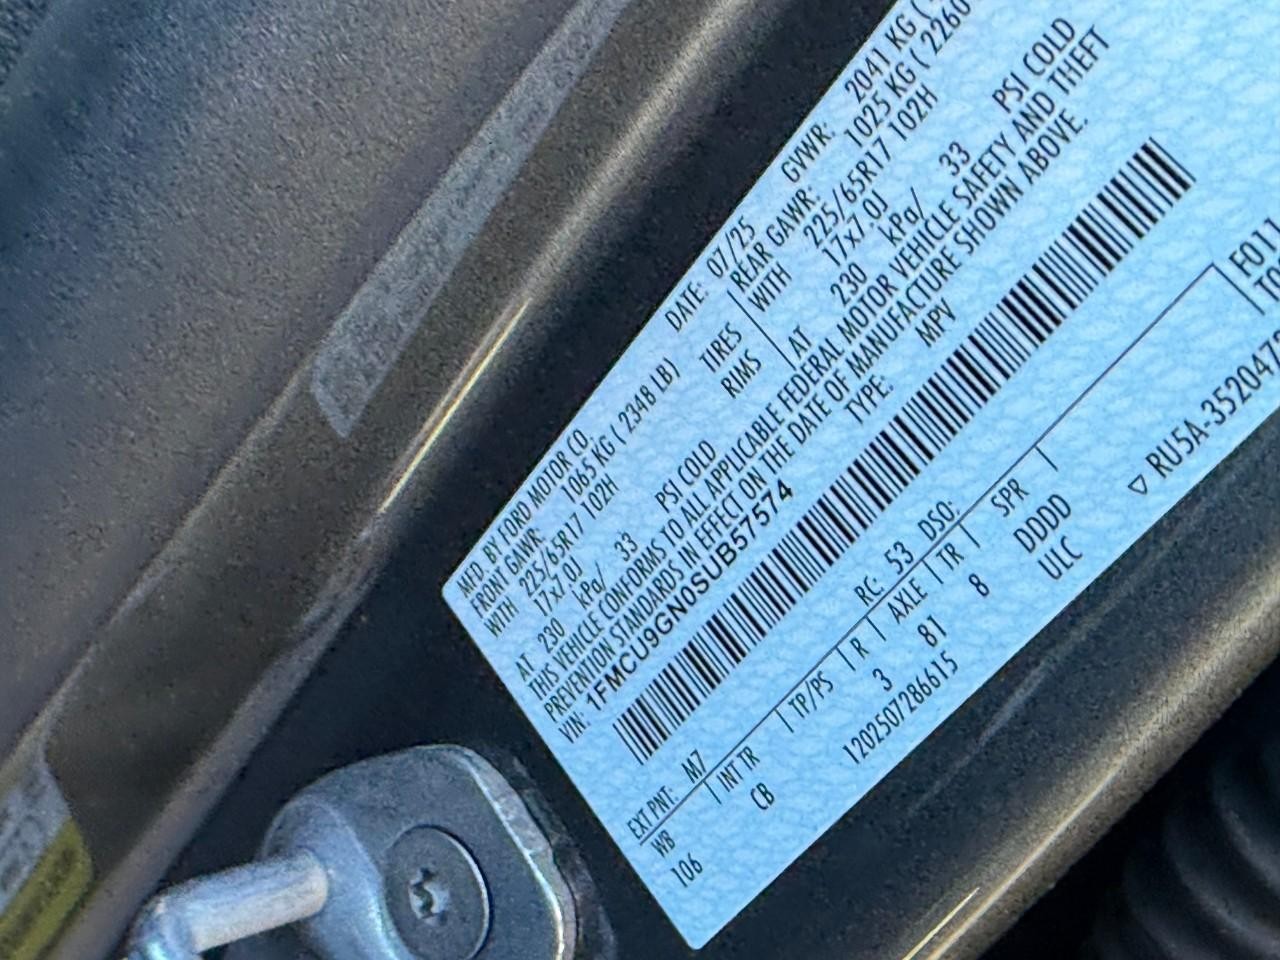 MFD. BY FORD MOTOR CO. DATE: 07/25 GVWR: 2041 KG (
FRONT GAWR: 1065 KG ( 2348 LB) REAR GAWR: 1025 KG ( 2260
WITH 225/65R17 102H TIRES WITH 225/65R17 102H
17x7.0J RIMS 17x7.0J
AT 230 kPa/ 33 PSI COLD AT 230 kPa/ 33 PSI COLD
THIS VEHICLE CONFORMS TO ALL APPLICABLE FEDERAL MOTOR VEHICLE SAFETY AND THEFT
PREVENTION STANDARDS IN EFFECT ON THE DATE OF MANUFACTURE SHOWN ABOVE.
VIN: 1FMCU9GN0SUB57574 TYPE: MPV
EXT PNT: M7 RC: 53 DSO: F011
WB | INT TR | TP/PS | R | AXLE | TR | SPR |
106 CB 3 81 8 DDDD
ULC
1202507286615
▽ RU5A-3520472